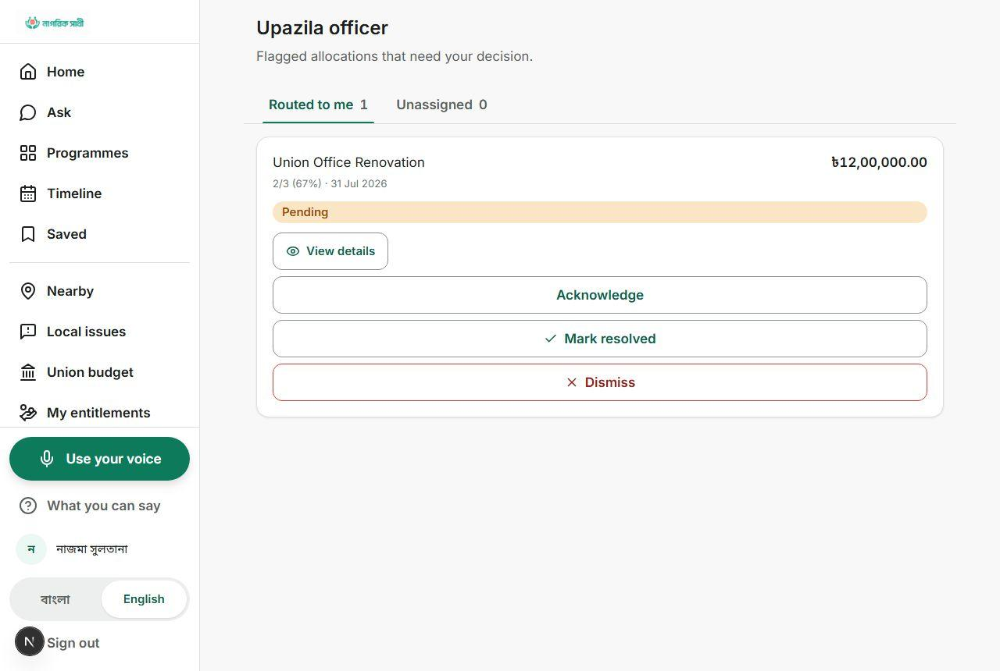 নাগরিক সাথী
Home
Ask
Programmes
Timeline
Saved
Nearby
Local issues
Union budget
My entitlements
Use your voice
What you can say
ন নাজমা সুলতানা
বাংলা English
N Sign out
Upazila officer
Flagged allocations that need your decision.
Routed to me 1 Unassigned 0
Union Office Renovation ৳12,00,000.00
2/3 (67%) · 31 Jul 2026
Pending
View details
Acknowledge
Mark resolved
Dismiss